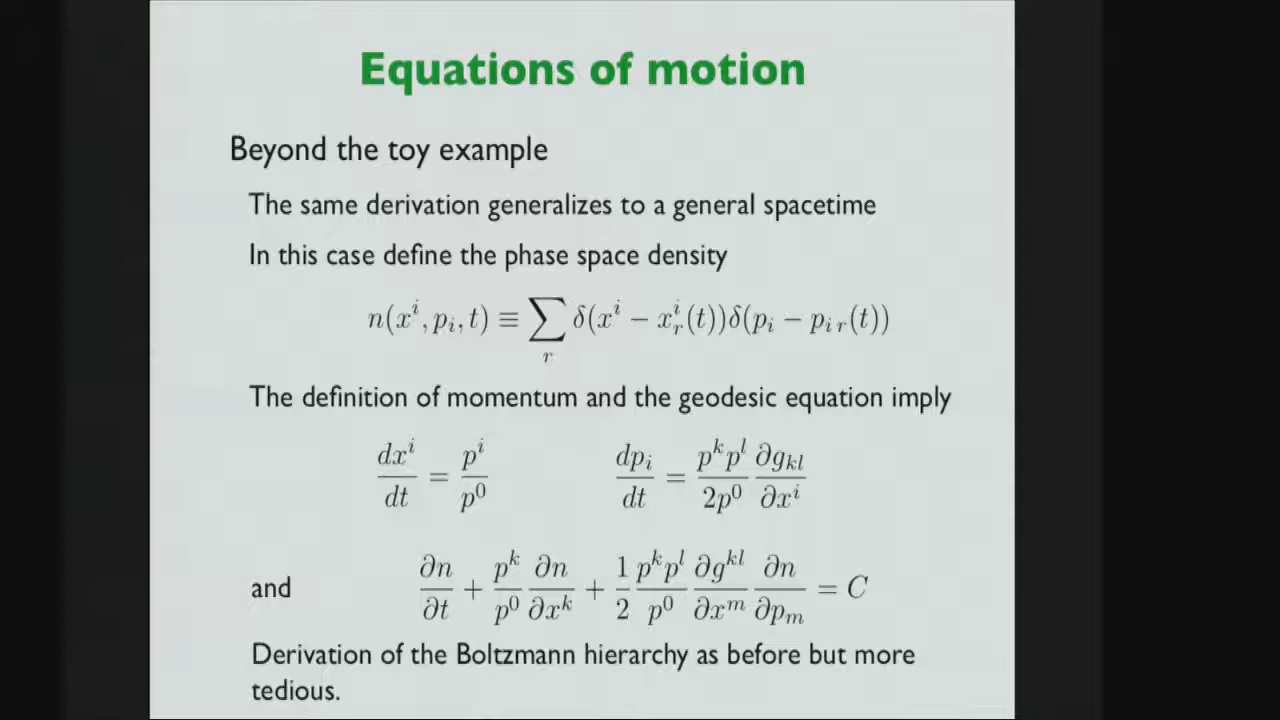 Equations of motion
Beyond the toy example
The same derivation generalizes to a general spacetime
In this case define the phase space density
n(x^i, p_i, t) ≡ ∑_r δ(x^i − x^i_r(t))δ(p_i − p_{i r}(t))
The definition of momentum and the geodesic equation imply
dx^i/dt = p^i/p^0    dp_i/dt = (p^k p^l/2p^0) ∂g_{kl}/∂x^i
and ∂n/∂t + (p^k/p^0) ∂n/∂x^k + (1/2) (p^k p^l/p^0) (∂g^{kl}/∂x^m) ∂n/∂p_m = C
Derivation of the Boltzmann hierarchy as before but more
tedious.